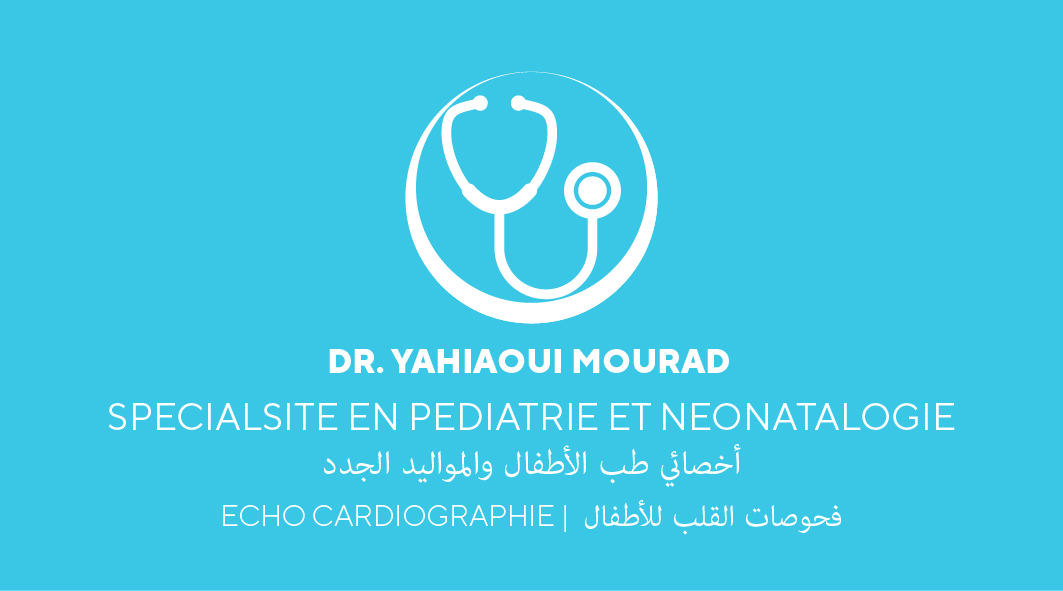 DR. YAHIAOUI MOURAD
SPECIALSITE EN PEDIATRIE ET NEONATALOGIE
أخصائي طب الأطفال والمواليد الجدد
ECHO CARDIOGRAPHIE | فحوصات القلب للأطفال